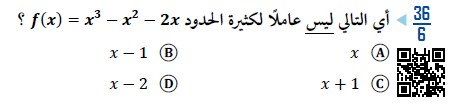 36/6 أي التالي ليس عاملًا لكثيرة الحدود f(x) = x³ − x² − 2x ؟
x Ⓐ x − 1 Ⓑ
x + 1 Ⓒ x − 2 Ⓓ